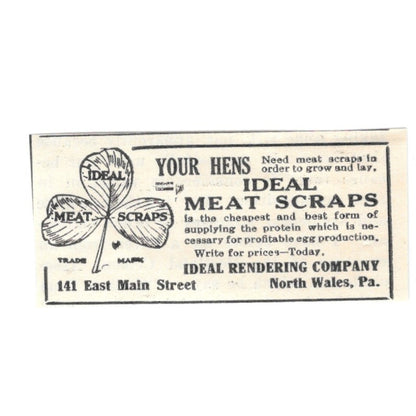 IDEAL
MEAT SCRAPS
TRADE MARK
YOUR HENS Need meat scraps in
order to grow and lay.
IDEAL
MEAT SCRAPS
is the cheapest and best form of
supplying the protein which is ne-
cessary for profitable egg production.
Write for prices—Today.
IDEAL RENDERING COMPANY
141 East Main Street North Wales, Pa.